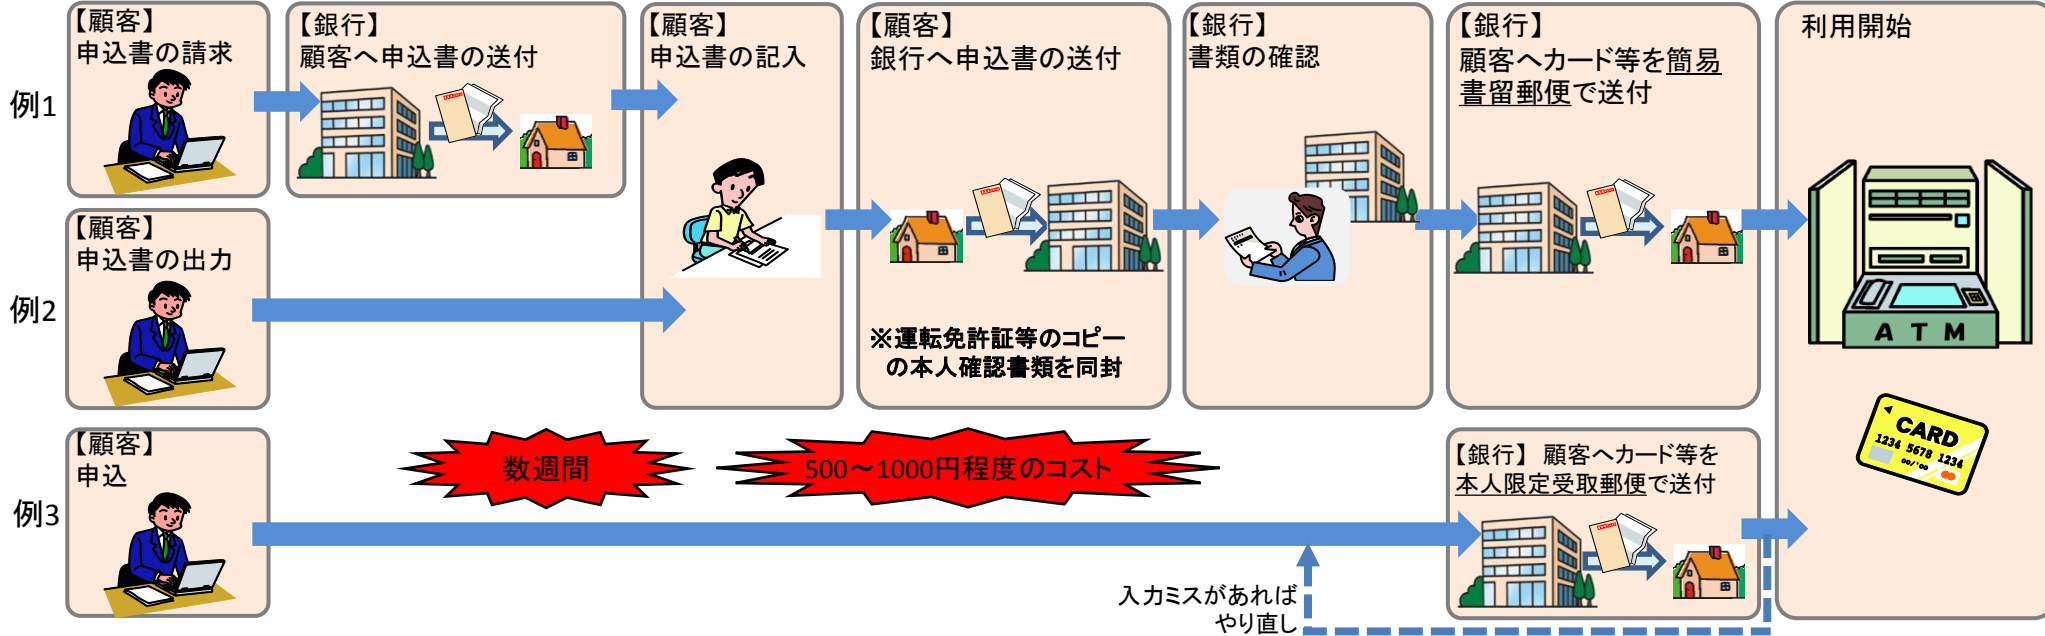 例1
【顧客】
申込書の請求
【銀行】
顧客へ申込書の送付
【顧客】
申込書の記入
【顧客】
銀行へ申込書の送付
※運転免許証等のコピー
の本人確認書類を同封
【銀行】
書類の確認
【銀行】
顧客へカード等を簡易
書留郵便で送付
利用開始
ATM
CARD
1234 5678 1234
00/'00
例2
【顧客】
申込書の出力
例3
【顧客】
申込
数週間
500～1000円程度のコスト
【銀行】 顧客へカード等を
本人限定受取郵便で送付
入力ミスがあれば
やり直し